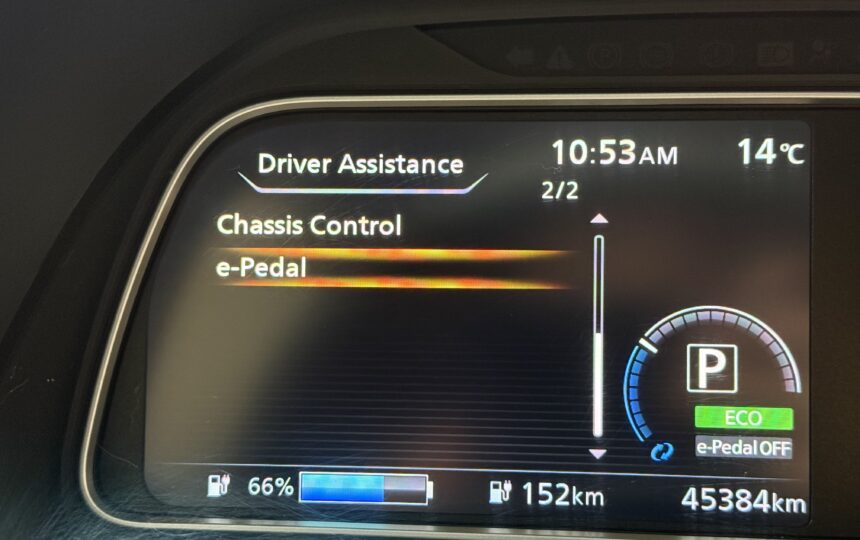 Driver Assistance
10:53AM
14℃
2/2
Chassis Control
e-Pedal
P
ECO
e-Pedal OFF
66%
152km
45384km